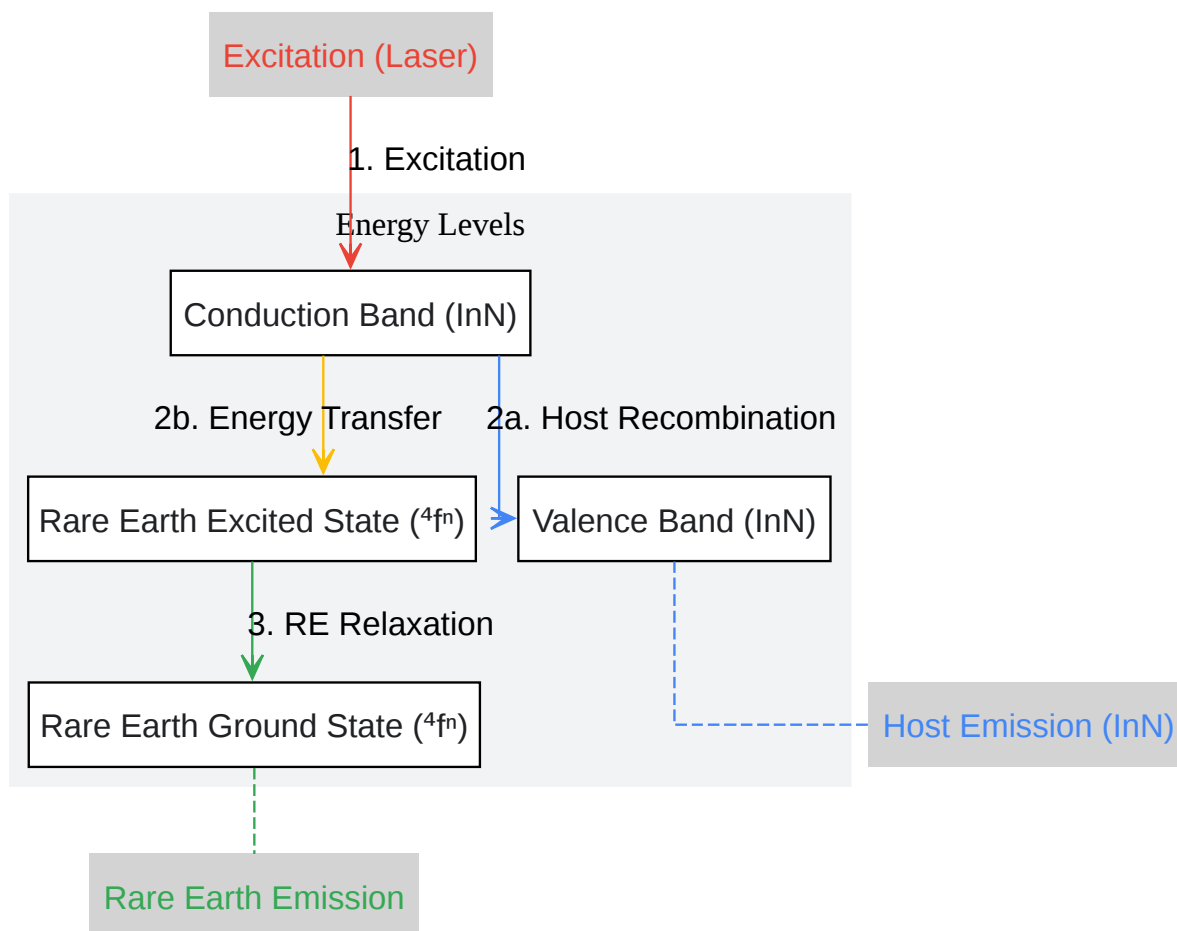 Excitation (Laser)
1. Excitation
Energy Levels
Conduction Band (InN)
2b. Energy Transfer
2a. Host Recombination
Rare Earth Excited State (⁴fⁿ)
Valence Band (InN)
3. RE Relaxation
Rare Earth Ground State (⁴fⁿ)
Host Emission (InN)
Rare Earth Emission